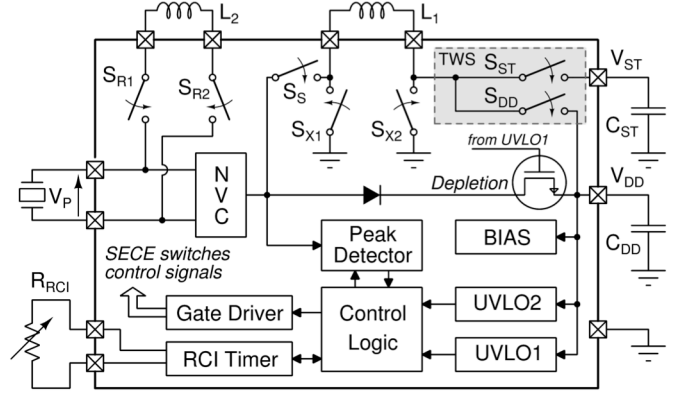 L2
L1
TWS
SST
VST
SR1
SR2
SS
SDD
SX1
SX2
CST
from UVLO1
VP
NVC
Depletion
VDD
SECE switches
control signals
Peak
Detector
BIAS
CDD
RRCI
Gate Driver
Control
Logic
UVLO2
RCI Timer
UVLO1